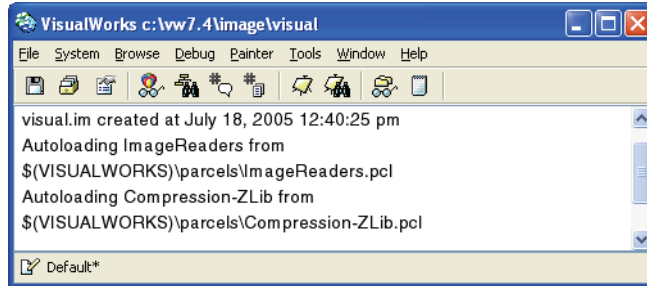 VisualWorks c:\vw7.4\image\visual
File System Browse Debug Painter Tools Window Help
visual.im created at July 18, 2005 12:40:25 pm
Autoloading ImageReaders from
$(VISUALWORKS)\parcels\ImageReaders.pcl
Autoloading Compression-ZLib from
$(VISUALWORKS)\parcels\Compression-ZLib.pcl
Default*